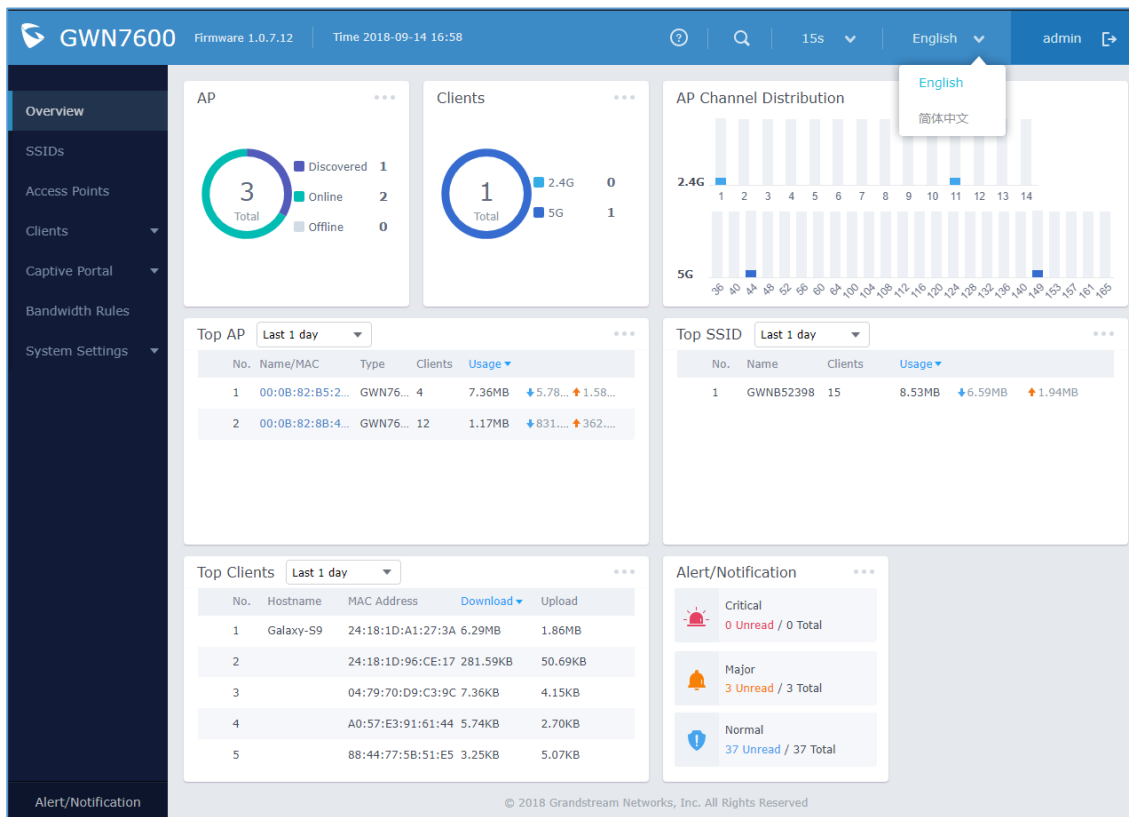 GWN7600 Firmware 1.0.7.12 Time 2018-09-14 16:58 15s English admin
English
简体中文
Overview
SSIDs
Access Points
Clients
Captive Portal
Bandwidth Rules
System Settings
Alert/Notification
AP
3
Total
Discovered 1
Online 2
Offline 0
Clients
1
Total
2.4G 0
5G 1
AP Channel Distribution
2.4G
1 2 3 4 5 6 7 8 9 10 11 12 13 14
5G
36 40 44 48 52 56 60 64 100 104 108 112 116 120 124 128 132 136 140 149 153 157 161 165
Top AP Last 1 day
No. Name/MAC Type Clients Usage
1 00:0B:82:B5:2... GWN76... 4 7.36MB 5.78... 1.58...
2 00:0B:82:8B:4... GWN76... 12 1.17MB 831.... 362....
Top SSID Last 1 day
No. Name Clients Usage
1 GWNB52398 15 8.53MB 6.59MB 1.94MB
Top Clients Last 1 day
No. Hostname MAC Address Download Upload
1 Galaxy-S9 24:18:1D:A1:27:3A 6.29MB 1.86MB
2 24:18:1D:96:CE:17 281.59KB 50.69KB
3 04:79:70:D9:C3:9C 7.36KB 4.15KB
4 A0:57:E3:91:61:44 5.74KB 2.70KB
5 88:44:77:5B:51:E5 3.25KB 5.07KB
Alert/Notification
Critical
0 Unread / 0 Total
Major
3 Unread / 3 Total
Normal
37 Unread / 37 Total
© 2018 Grandstream Networks, Inc. All Rights Reserved